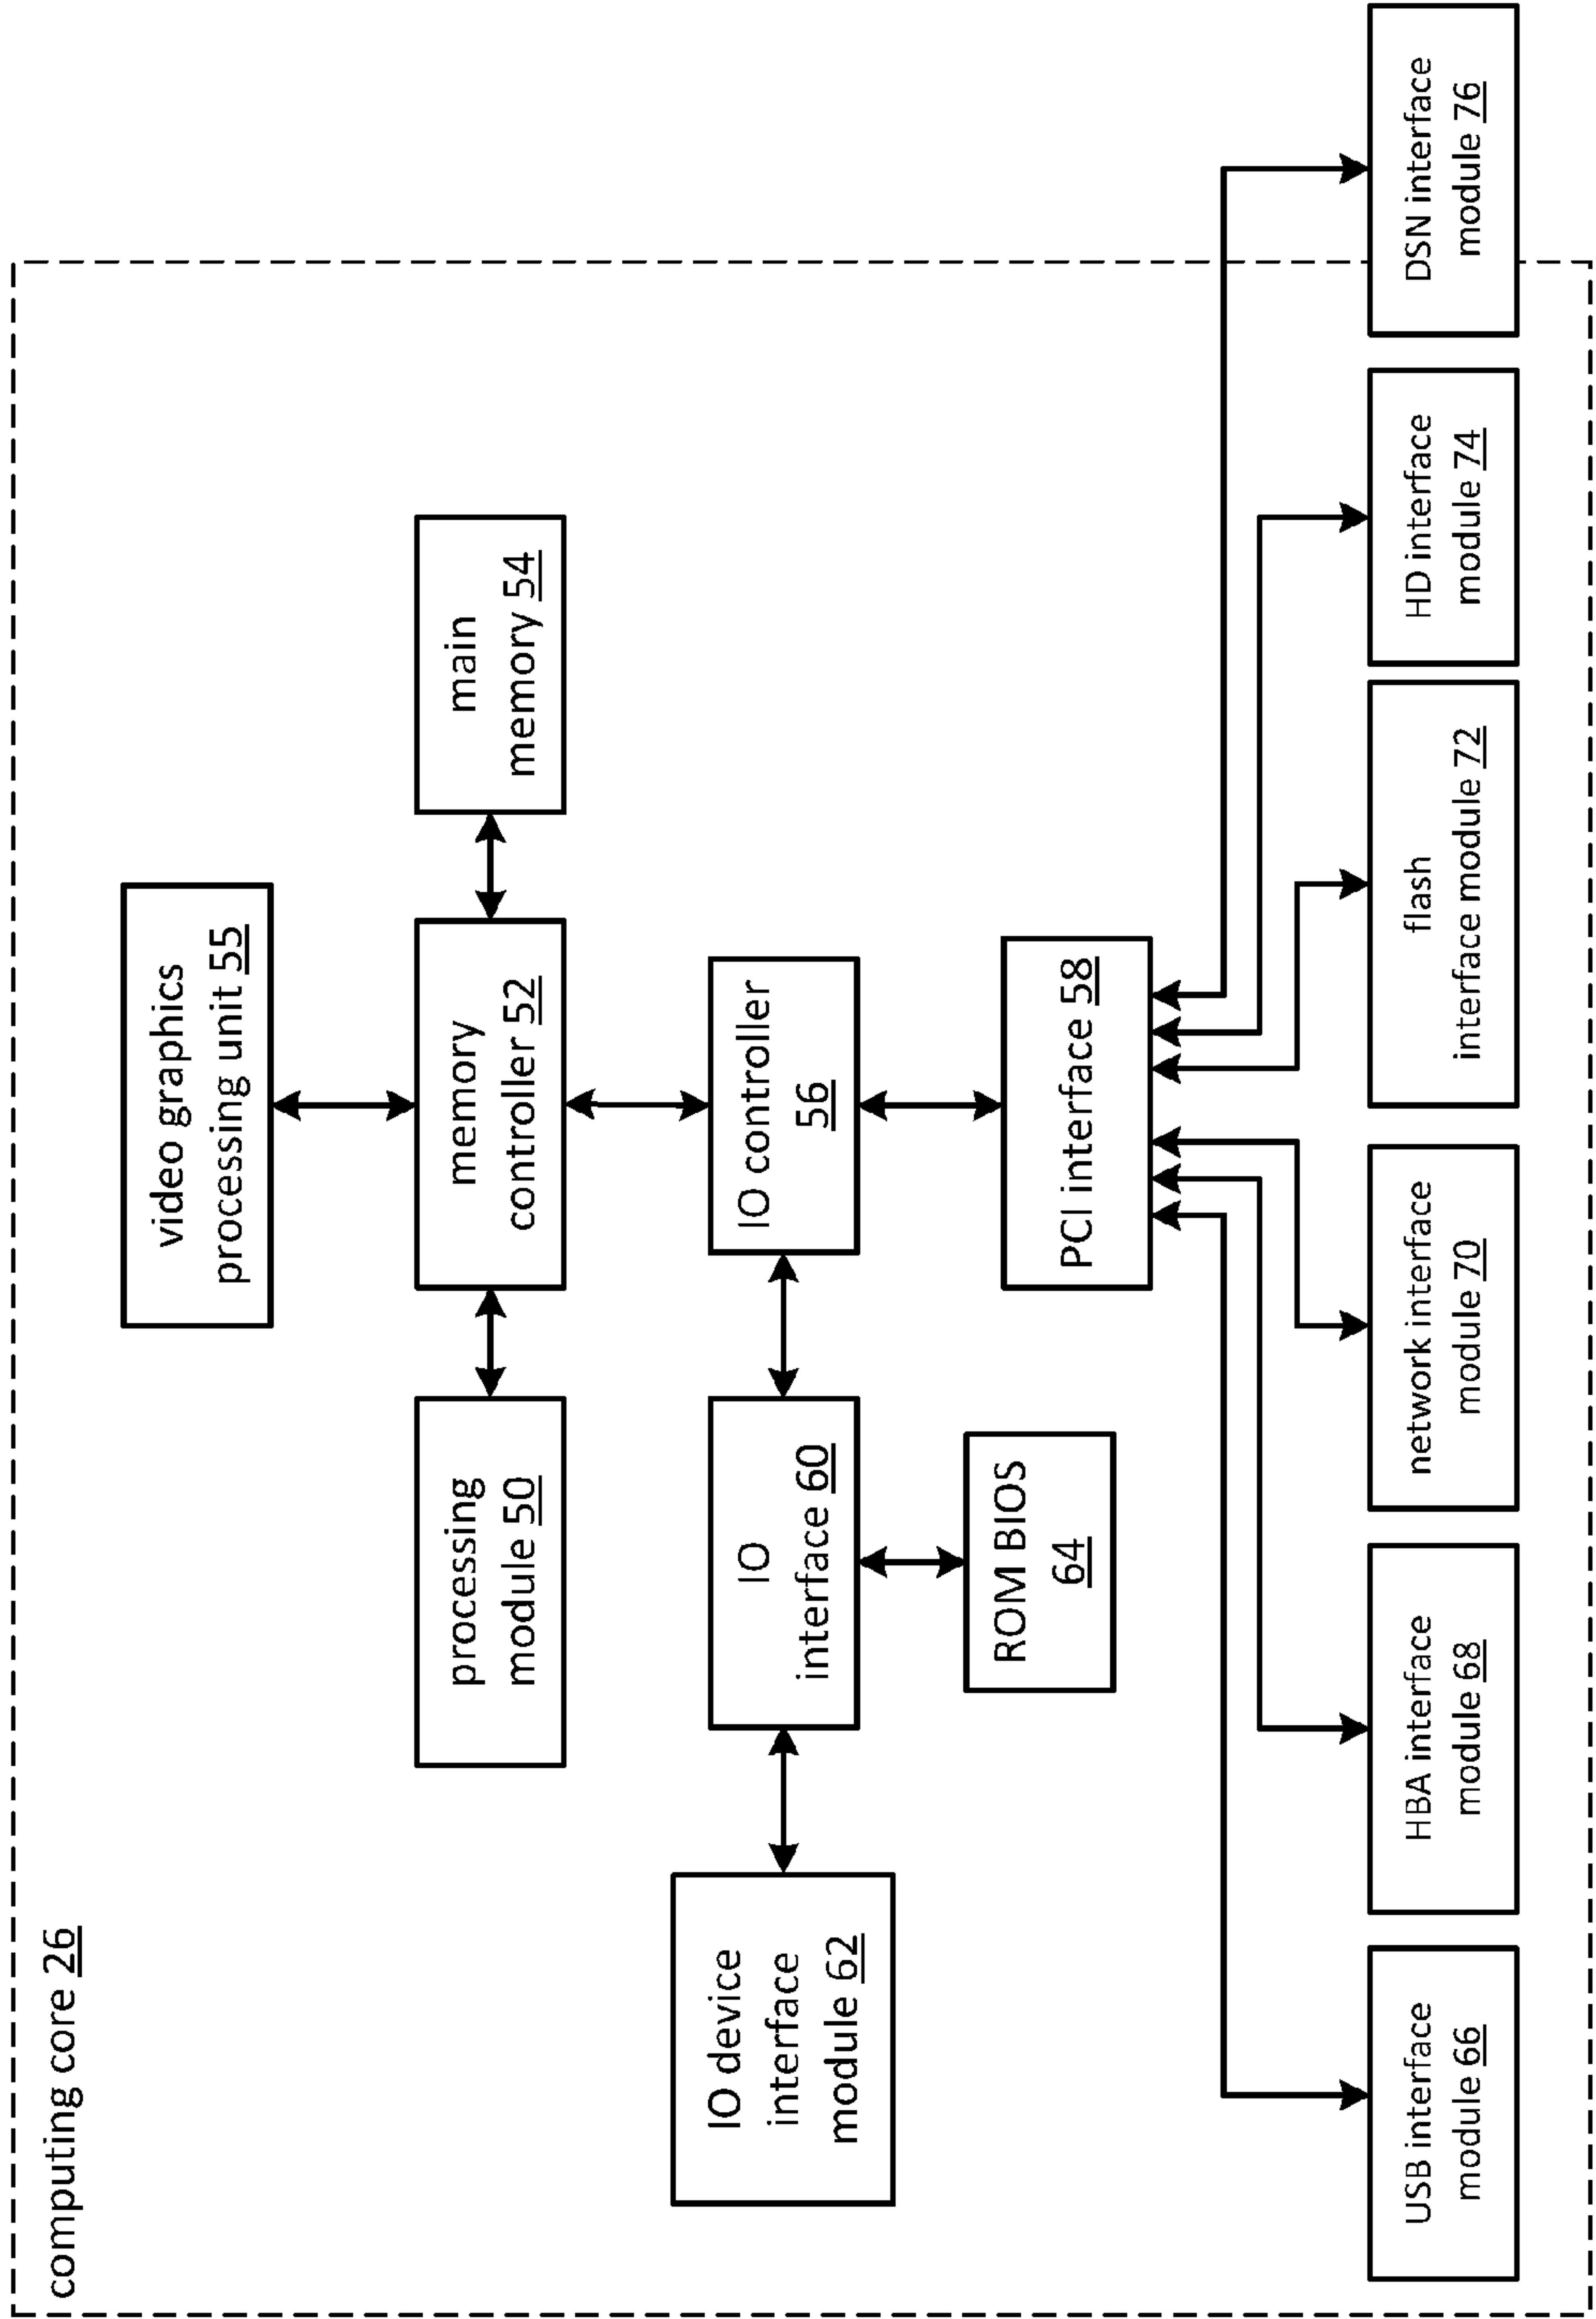 computing core 26
video graphics
processing unit 55
processing
module 50
memory
controller 52
main
memory 54
IO device
interface
module 62
IO
interface 60
IO controller
56
ROM BIOS
64
PCI interface 58
USB interface
module 66
HBA interface
module 68
network interface
module 70
flash
interface module 72
HD interface
module 74
DSN interface
module 76